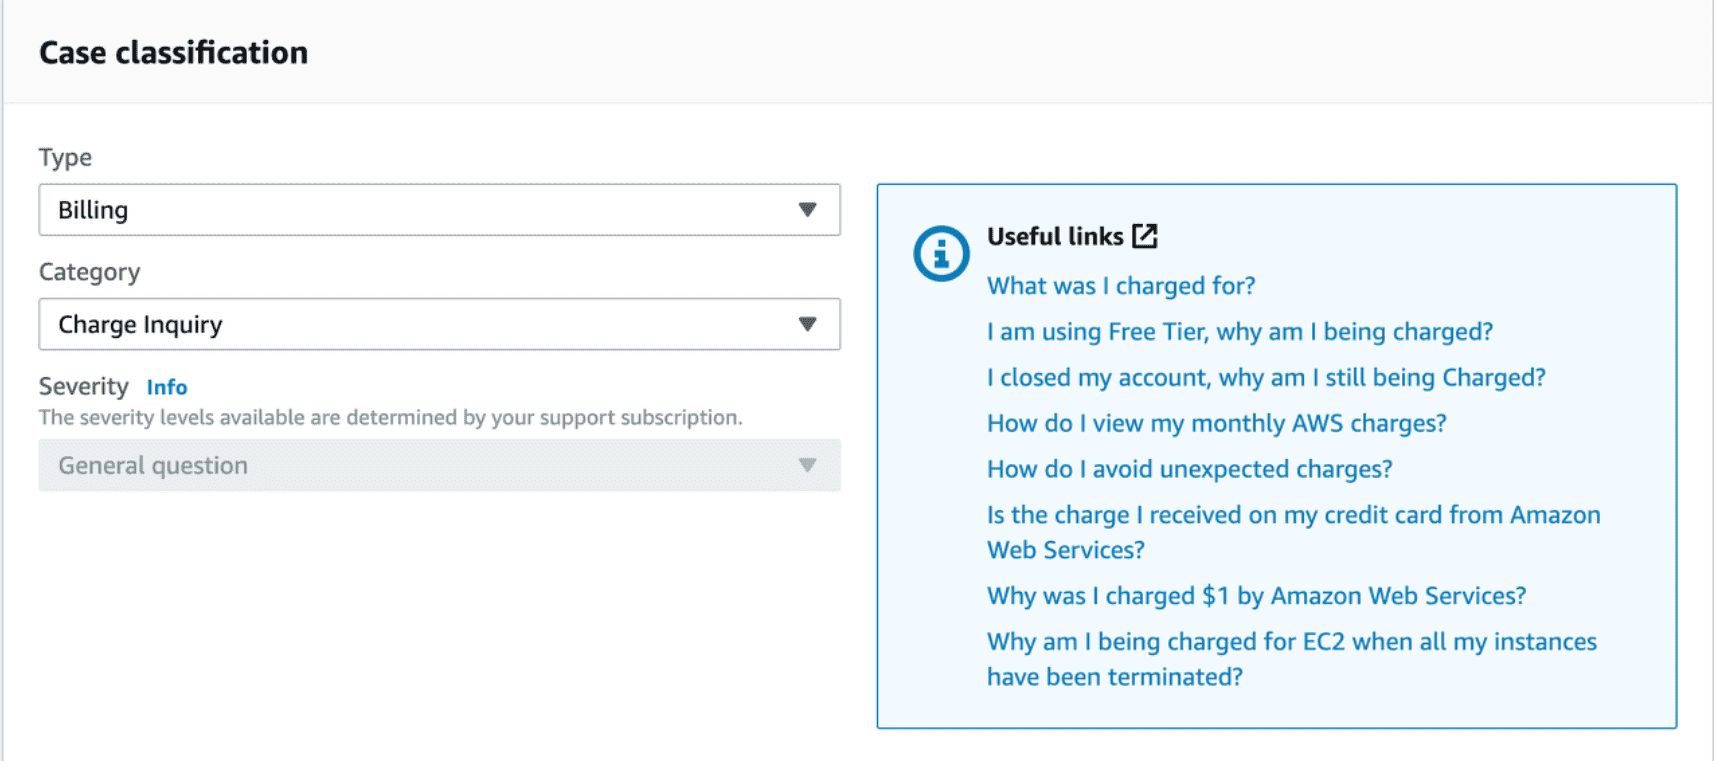 Case classification
Type
Billing
Category
Charge Inquiry
Severity Info
The severity levels available are determined by your support subscription.
General question
Useful links
What was I charged for?
I am using Free Tier, why am I being charged?
I closed my account, why am I still being Charged?
How do I view my monthly AWS charges?
How do I avoid unexpected charges?
Is the charge I received on my credit card from Amazon
Web Services?
Why was I charged $1 by Amazon Web Services?
Why am I being charged for EC2 when all my instances
have been terminated?